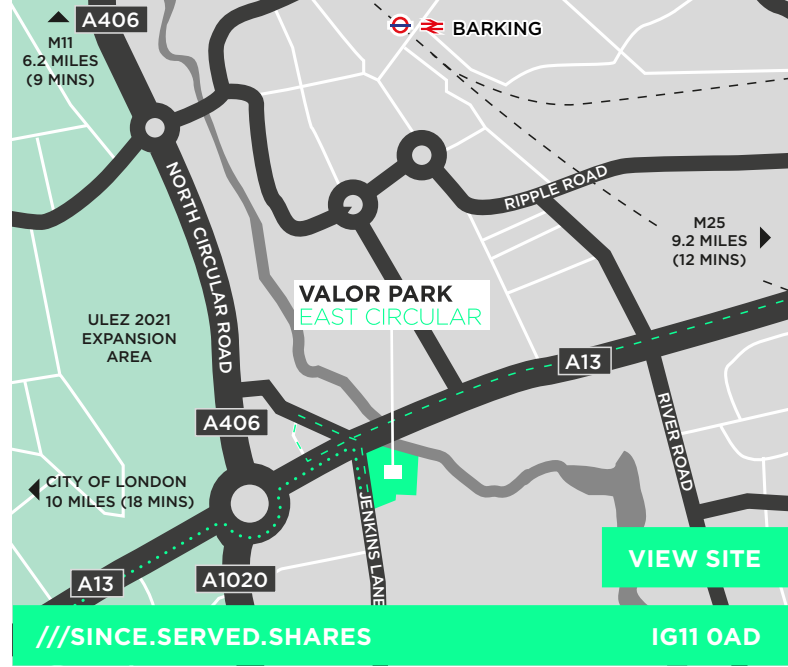 A406
M11
6.2 MILES
(9 MINS)
BARKING
NORTH CIRCULAR ROAD
RIPPLE ROAD
M25
9.2 MILES
(12 MINS)
VALOR PARK
EAST CIRCULAR
ULEZ 2021
EXPANSION
AREA
A13
A406
RIVER ROAD
CITY OF LONDON
10 MILES (18 MINS)
JENKINS LANE
VIEW SITE
A13
A1020
///SINCE.SERVED.SHARES
IG11 0AD